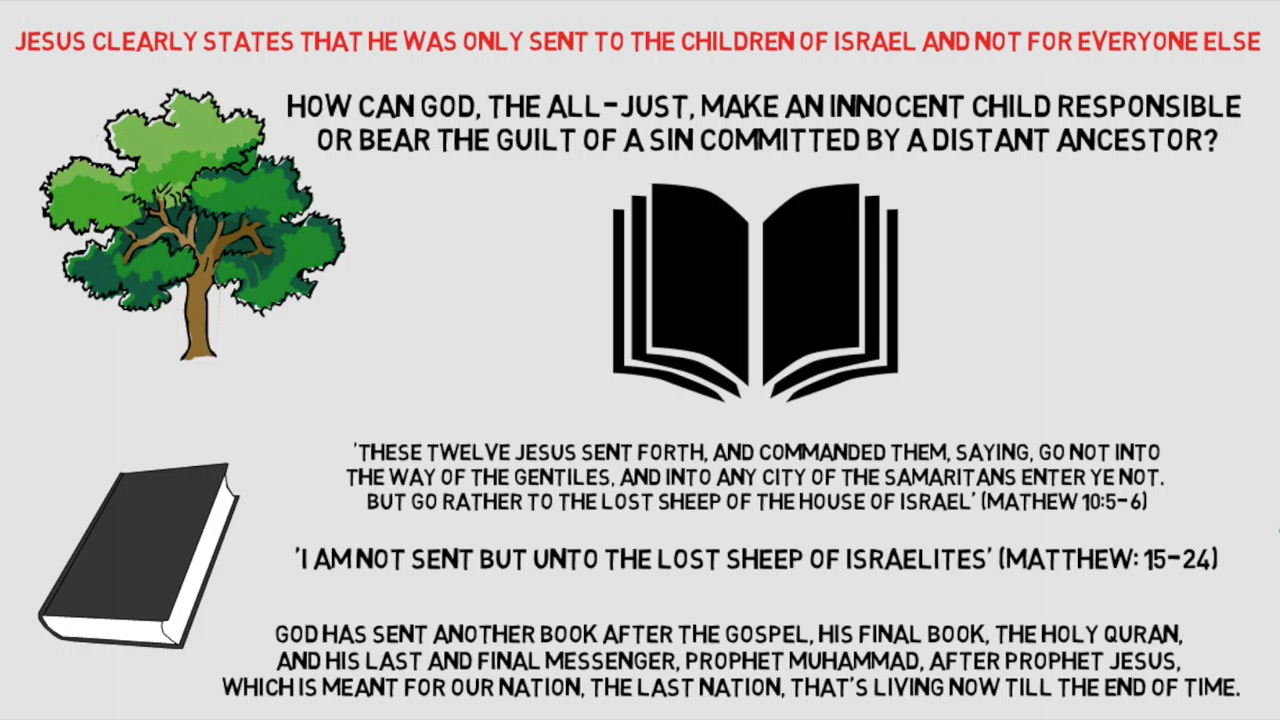 JESUS CLEARLY STATES THAT HE WAS ONLY SENT TO THE CHILDREN OF ISRAEL AND NOT FOR EVERYONE ELSE
HOW CAN GOD, THE ALL-JUST, MAKE AN INNOCENT CHILD RESPONSIBLE
OR BEAR THE GUILT OF A SIN COMMITTED BY A DISTANT ANCESTOR?
'THESE TWELVE JESUS SENT FORTH, AND COMMANDED THEM, SAYING, GO NOT INTO
THE WAY OF THE GENTILES, AND INTO ANY CITY OF THE SAMARITANS ENTER YE NOT.
BUT GO RATHER TO THE LOST SHEEP OF THE HOUSE OF ISRAEL' (MATHEW 10:5-6)
'I AM NOT SENT BUT UNTO THE LOST SHEEP OF ISRAELITES' (MATTHEW: 15-24)
GOD HAS SENT ANOTHER BOOK AFTER THE GOSPEL, HIS FINAL BOOK, THE HOLY QURAN,
AND HIS LAST AND FINAL MESSENGER, PROPHET MUHAMMAD, AFTER PROPHET JESUS,
WHICH IS MEANT FOR OUR NATION, THE LAST NATION, THAT'S LIVING NOW TILL THE END OF TIME.